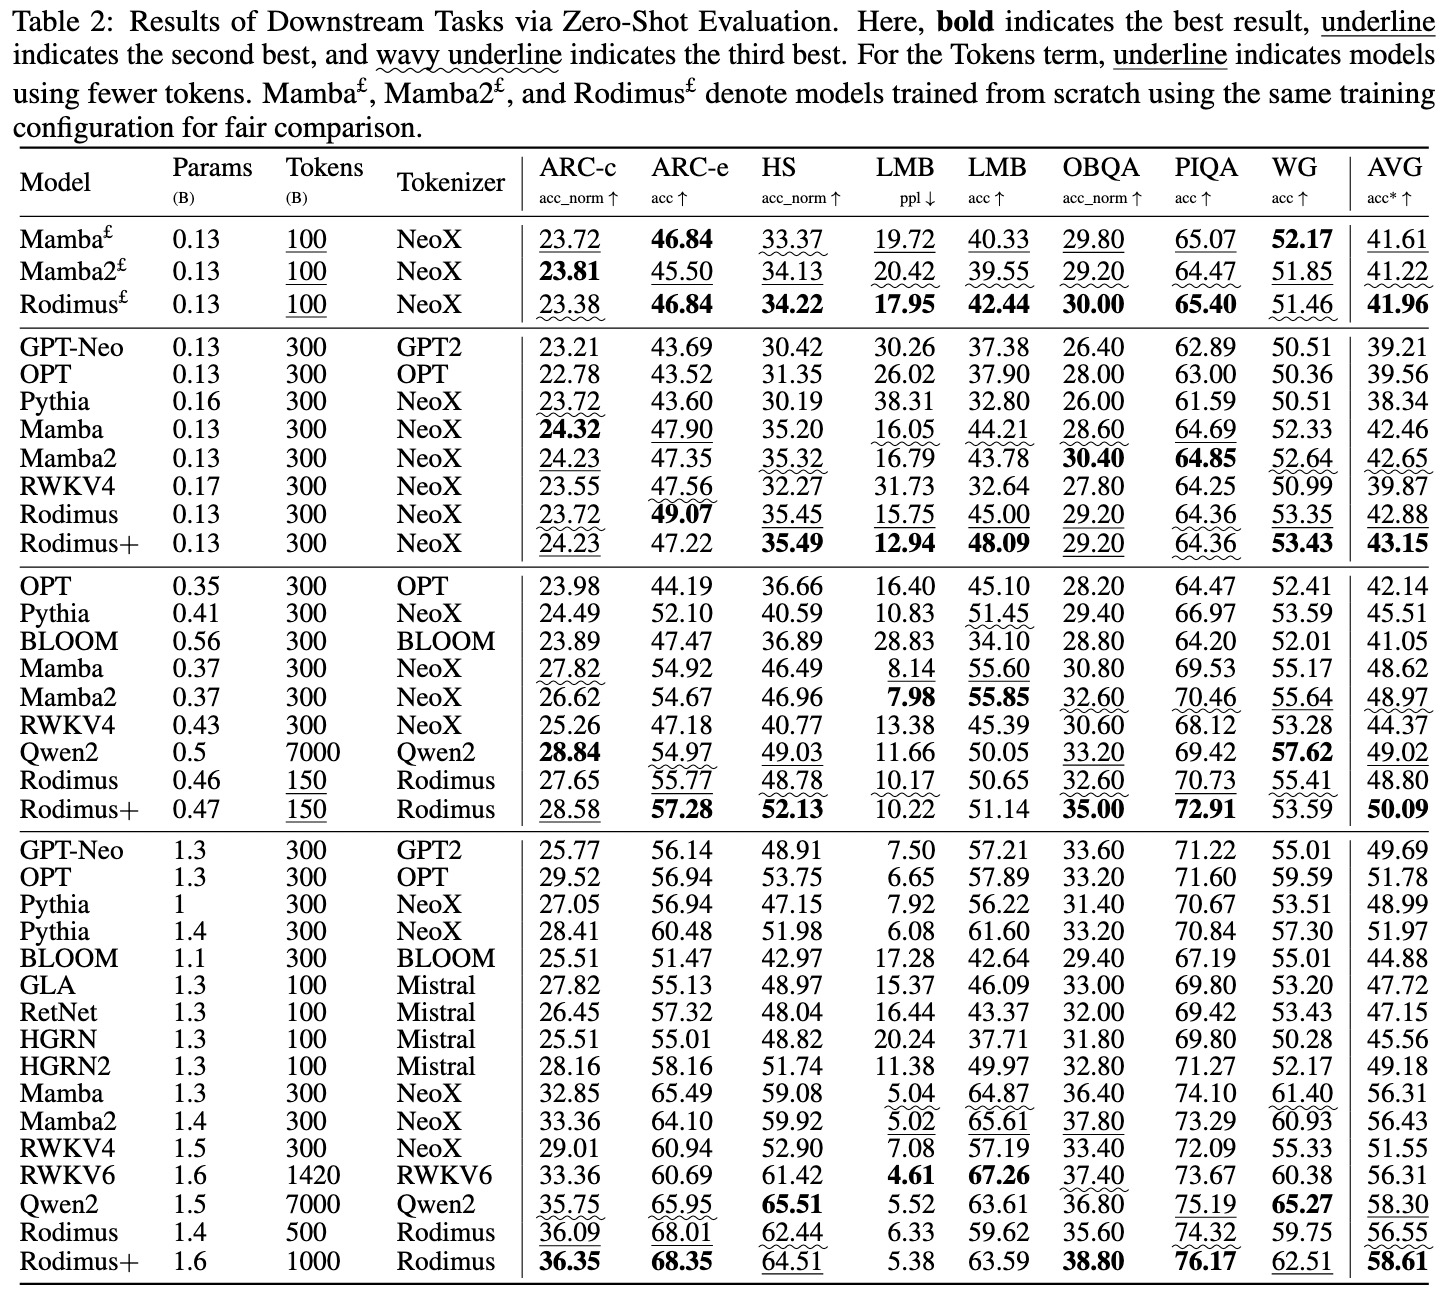 Table 2: Results of Downstream Tasks via Zero-Shot Evaluation. Here, bold indicates the best result, underline
indicates the second best, and wavy underline indicates the third best. For the Tokens term, underline indicates models
using fewer tokens. Mamba£, Mamba2£, and Rodimus£ denote models trained from scratch using the same training
configuration for fair comparison.
Model Params (B) Tokens (B) Tokenizer ARC-c acc_norm ↑ ARC-e acc ↑ HS acc_norm ↑ LMB ppl ↓ LMB acc ↑ OBQA acc_norm ↑ PIQA acc ↑ WG acc ↑ AVG acc* ↑
Mamba£ 0.13 100 NeoX 23.72 46.84 33.37 19.72 40.33 29.80 65.07 52.17 41.61
Mamba2£ 0.13 100 NeoX 23.81 45.50 34.13 20.42 39.55 29.20 64.47 51.85 41.22
Rodimus£ 0.13 100 NeoX 23.38 46.84 34.22 17.95 42.44 30.00 65.40 51.46 41.96
GPT-Neo 0.13 300 GPT2 23.21 43.69 30.42 30.26 37.38 26.40 62.89 50.51 39.21
OPT 0.13 300 OPT 22.78 43.52 31.35 26.02 37.90 28.00 63.00 50.36 39.56
Pythia 0.16 300 NeoX 23.72 43.60 30.19 38.31 32.80 26.00 61.59 50.51 38.34
Mamba 0.13 300 NeoX 24.32 47.90 35.20 16.05 44.21 28.60 64.69 52.33 42.46
Mamba2 0.13 300 NeoX 24.23 47.35 35.32 16.79 43.78 30.40 64.85 52.64 42.65
RWKV4 0.17 300 NeoX 23.55 47.56 32.27 31.73 32.64 27.80 64.25 50.99 39.87
Rodimus 0.13 300 NeoX 23.72 49.07 35.45 15.75 45.00 29.20 64.36 53.35 42.88
Rodimus+ 0.13 300 NeoX 24.23 47.22 35.49 12.94 48.09 29.20 64.36 53.43 43.15
OPT 0.35 300 OPT 23.98 44.19 36.66 16.40 45.10 28.20 64.47 52.41 42.14
Pythia 0.41 300 NeoX 24.49 52.10 40.59 10.83 51.45 29.40 66.97 53.59 45.51
BLOOM 0.56 300 BLOOM 23.89 47.47 36.89 28.83 34.10 28.80 64.20 52.01 41.05
Mamba 0.37 300 NeoX 27.82 54.92 46.49 8.14 55.60 30.80 69.53 55.17 48.62
Mamba2 0.37 300 NeoX 26.62 54.67 46.96 7.98 55.85 32.60 70.46 55.64 48.97
RWKV4 0.43 300 NeoX 25.26 47.18 40.77 13.38 45.39 30.60 68.12 53.28 44.37
Qwen2 0.5 7000 Qwen2 28.84 54.97 49.03 11.66 50.05 33.20 69.42 57.62 49.02
Rodimus 0.46 150 Rodimus 27.65 55.77 48.78 10.17 50.65 32.60 70.73 55.41 48.80
Rodimus+ 0.47 150 Rodimus 28.58 57.28 52.13 10.22 51.14 35.00 72.91 53.59 50.09
GPT-Neo 1.3 300 GPT2 25.77 56.14 48.91 7.50 57.21 33.60 71.22 55.01 49.69
OPT 1.3 300 OPT 29.52 56.94 53.75 6.65 57.89 33.20 71.60 59.59 51.78
Pythia 1 300 NeoX 27.05 56.94 47.15 7.92 56.22 31.40 70.67 53.51 48.99
Pythia 1.4 300 NeoX 28.41 60.48 51.98 6.08 61.60 33.20 70.84 57.30 51.97
BLOOM 1.1 300 BLOOM 25.51 51.47 42.97 17.28 42.64 29.40 67.19 55.01 44.88
GLA 1.3 100 Mistral 27.82 55.13 48.97 15.37 46.09 33.00 69.80 53.20 47.72
RetNet 1.3 100 Mistral 26.45 57.32 48.04 16.44 43.37 32.00 69.42 53.43 47.15
HGRN 1.3 100 Mistral 25.51 55.01 48.82 20.24 37.71 31.80 69.80 50.28 45.56
HGRN2 1.3 100 Mistral 28.16 58.16 51.74 11.38 49.97 32.80 71.27 52.17 49.18
Mamba 1.3 300 NeoX 32.85 65.49 59.08 5.04 64.87 36.40 74.10 61.40 56.31
Mamba2 1.4 300 NeoX 33.36 64.10 59.92 5.02 65.61 37.80 73.29 60.93 56.43
RWKV4 1.5 300 NeoX 29.01 60.94 52.90 7.08 57.19 33.40 72.09 55.33 51.55
RWKV6 1.6 1420 RWKV6 33.36 60.69 61.42 4.61 67.26 37.40 73.67 60.38 56.31
Qwen2 1.5 7000 Qwen2 35.75 65.95 65.51 5.52 63.61 36.80 75.19 65.27 58.30
Rodimus 1.4 500 Rodimus 36.09 68.01 62.44 6.33 59.62 35.60 74.32 59.75 56.55
Rodimus+ 1.6 1000 Rodimus 36.35 68.35 64.51 5.38 63.59 38.80 76.17 62.51 58.61